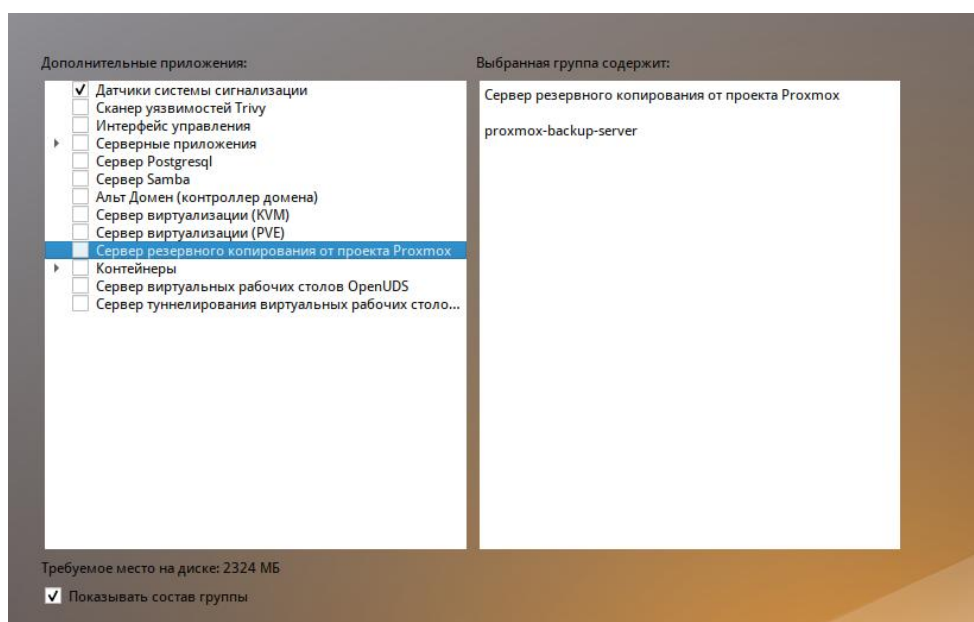 Дополнительные приложения:
Датчики системы сигнализации
Сканер уязвимостей Trivy
Интерфейс управления
Серверные приложения
Сервер Postgresql
Сервер Samba
Альт Домен (контроллер домена)
Сервер виртуализации (KVM)
Сервер виртуализации (PVE)
Сервер резервного копирования от проекта Proxmox
Контейнеры
Сервер виртуальных рабочих столов OpenUDS
Сервер туннелирования виртуальных рабочих столо...
Выбранная группа содержит:
Сервер резервного копирования от проекта Proxmox
proxmox-backup-server
Требуемое место на диске: 2324 МБ
Показывать состав группы